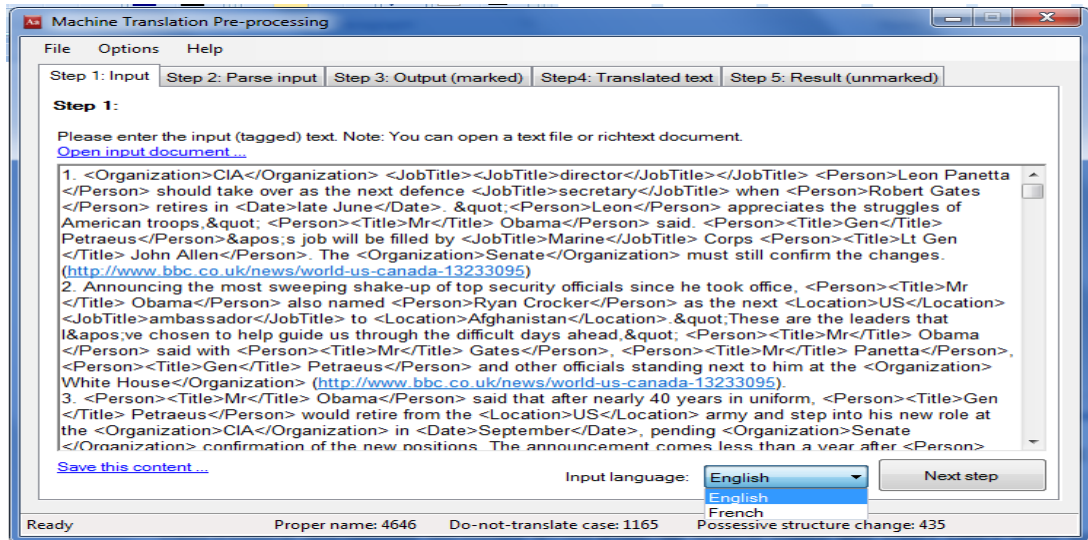 Aa Machine Translation Pre-processing
File Options Help
Step 1: Input Step 2: Parse input Step 3: Output (marked) Step4: Translated text Step 5: Result (unmarked)
Step 1:
Please enter the input (tagged) text. Note: You can open a text file or richtext document.
Open input document ...
1. <Organization>CIA</Organization> <JobTitle><JobTitle>director</JobTitle></JobTitle> <Person>Leon Panetta
</Person> should take over as the next defence <JobTitle>secretary</JobTitle> when <Person>Robert Gates
</Person> retires in <Date>late June</Date>. &quot;<Person>Leon</Person> appreciates the struggles of
American troops,&quot; <Person><Title>Mr</Title> Obama</Person> said. <Person><Title>Gen</Title>
Petraeus</Person>&apos;s job will be filled by <JobTitle>Marine</JobTitle> Corps <Person><Title>Lt Gen
</Title> John Allen</Person>. The <Organization>Senate</Organization> must still confirm the changes.
(http://www.bbc.co.uk/news/world-us-canada-13233095)
2. Announcing the most sweeping shake-up of top security officials since he took office, <Person><Title>Mr
</Title> Obama</Person> also named <Person>Ryan Crocker</Person> as the next <Location>US</Location>
<JobTitle>ambassador</JobTitle> to <Location>Afghanistan</Location>.&quot;These are the leaders that
I&apos;ve chosen to help guide us through the difficult days ahead,&quot; <Person><Title>Mr</Title> Obama
</Person> said with <Person><Title>Mr</Title> Gates</Person>, <Person><Title>Mr</Title> Panetta</Person>,
<Person><Title>Gen</Title> Petraeus</Person> and other officials standing next to him at the <Organization>
White House</Organization> (http://www.bbc.co.uk/news/world-us-canada-13233095).
3. <Person><Title>Mr</Title> Obama</Person> said that after nearly 40 years in uniform, <Person><Title>Gen
</Title> Petraeus</Person> would retire from the <Location>US</Location> army and step into his new role at
the <Organization>CIA</Organization> in <Date>September</Date>, pending <Organization>Senate
</Organization> confirmation of the new positions. The announcement comes less than a year after <Person>
Save this content ...
Input language: English Next step
English
French
Ready Proper name: 4646 Do-not-translate case: 1165 Possessive structure change: 435